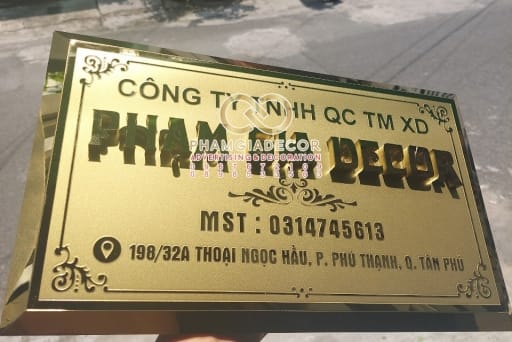 CÔNG TY TNHH QC TM XD
PHẠM GIA DECOR
PHAMGIADECOR
ADVERTISING & DECORATION
MST : 0314745613
198/32A THOẠI NGỌC HẦU, P. PHÚ THẠNH, Q. TÂN PHÚ